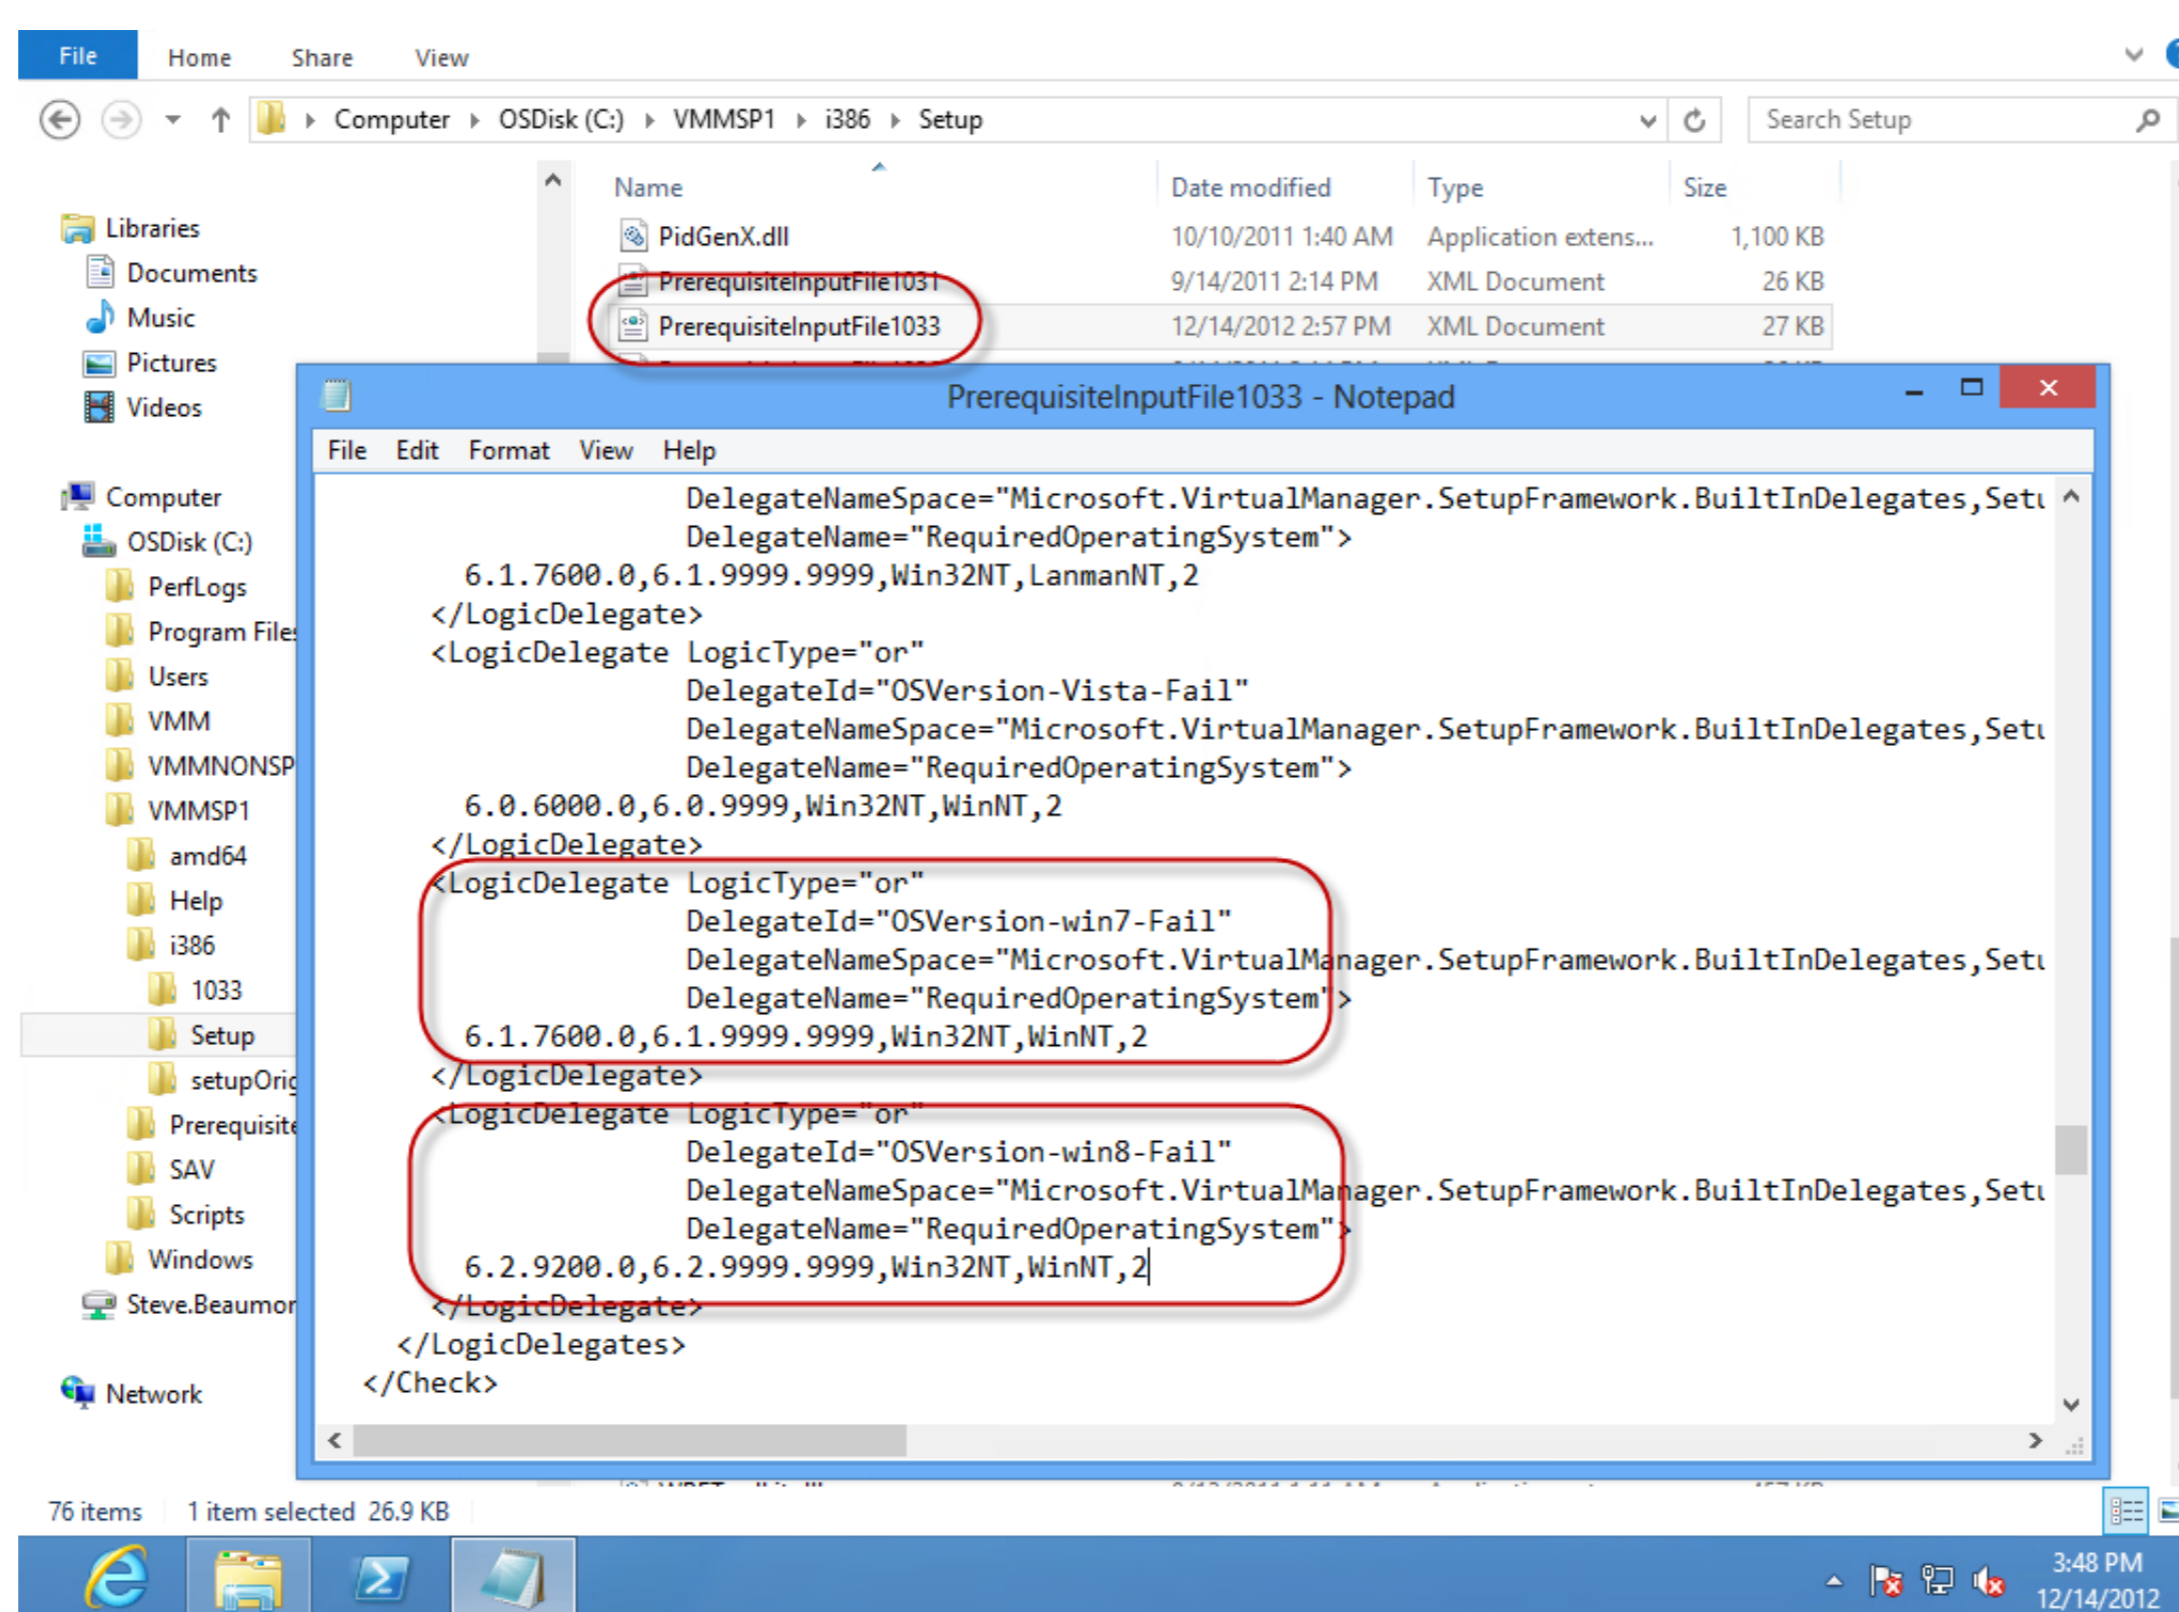 File Home Share View
Computer OSDisk (C:) VMMSP1 i386 Setup
Search Setup
Name Date modified Type Size
PidGenX.dll 10/10/2011 1:40 AM Application extens... 1,100 KB
PrerequisiteInputFile1031 9/14/2011 2:14 PM XML Document 26 KB
PrerequisiteInputFile1033 12/14/2012 2:57 PM XML Document 27 KB
Libraries
Documents
Music
Pictures
Videos
Computer
OSDisk (C:)
PerfLogs
Program Files
Users
VMM
VMMNONSP
VMMSP1
amd64
Help
i386
1033
Setup
setupOrig
Prerequisite
SAV
Scripts
Windows
Steve.Beaumor
Network
PrerequisiteInputFile1033 - Notepad
File Edit Format View Help
DelegateNameSpace="Microsoft.VirtualManager.SetupFramework.BuiltInDelegates,Setu
DelegateName="RequiredOperatingSystem">
6.1.7600.0,6.1.9999.9999,Win32NT,LanmanNT,2
</LogicDelegate>
<LogicDelegate LogicType="or"
DelegateId="OSVersion-Vista-Fail"
DelegateNameSpace="Microsoft.VirtualManager.SetupFramework.BuiltInDelegates,Setu
DelegateName="RequiredOperatingSystem">
6.0.6000.0,6.0.9999,Win32NT,WinNT,2
</LogicDelegate>
<LogicDelegate LogicType="or"
DelegateId="OSVersion-win7-Fail"
DelegateNameSpace="Microsoft.VirtualManager.SetupFramework.BuiltInDelegates,Setu
DelegateName="RequiredOperatingSystem">
6.1.7600.0,6.1.9999.9999,Win32NT,WinNT,2
</LogicDelegate>
<LogicDelegate LogicType="or"
DelegateId="OSVersion-win8-Fail"
DelegateNameSpace="Microsoft.VirtualManager.SetupFramework.BuiltInDelegates,Setu
DelegateName="RequiredOperatingSystem">
6.2.9200.0,6.2.9999.9999,Win32NT,WinNT,2
</LogicDelegate>
</LogicDelegates>
</Check>
76 items 1 item selected 26.9 KB
3:48 PM
12/14/2012